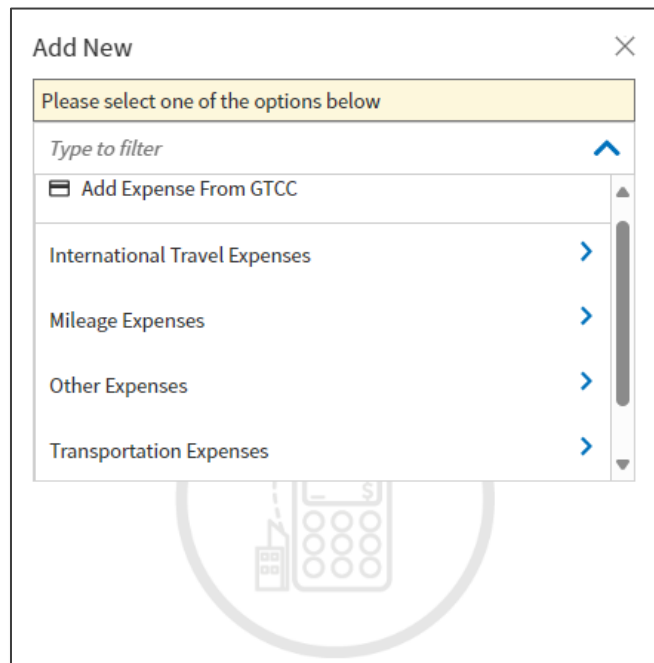 Add New
Please select one of the options below
Type to filter
Add Expense From GTCC
International Travel Expenses
Mileage Expenses
Other Expenses
Transportation Expenses
$